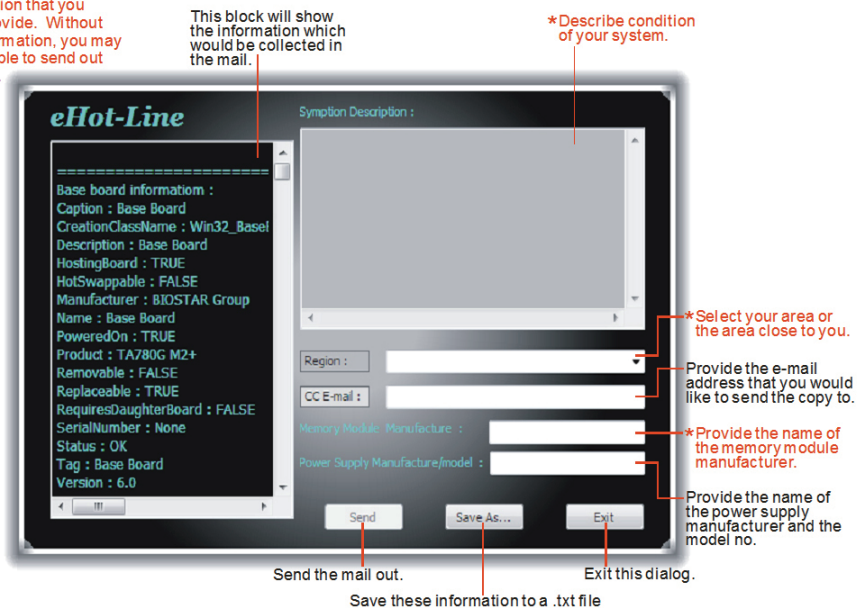 ion that you
ovide. Without
rmation, you may
ble to send out
This block will show
the information which
would be collected in
the mail.
*Describe condition
of your system.
eHot-Line
Symption Description :
=======================
Base board informatiom :
Caption : Base Board
CreationClassName : Win32_Basel
Description : Base Board
HostingBoard : TRUE
HotSwappable : FALSE
Manufacturer : BIOSTAR Group
Name : Base Board
PoweredOn : TRUE
Product : TA780G M2+
Removable : FALSE
Replaceable : TRUE
RequiresDaughterBoard : FALSE
SerialNumber : None
Status : OK
Tag : Base Board
Version : 6.0
Region :
CC E-mail :
Memory Module Manufacture :
Power Supply Manufacture/model :
Send
Save As...
Exit
*Select your area or
the area close to you.
Provide the e-mail
address that you would
like to send the copy to.
*Provide the name of
the memory module
manufacturer.
Provide the name of
the power supply
manufacturer and the
model no.
Send the mail out.
Exit this dialog.
Save these information to a .txt file